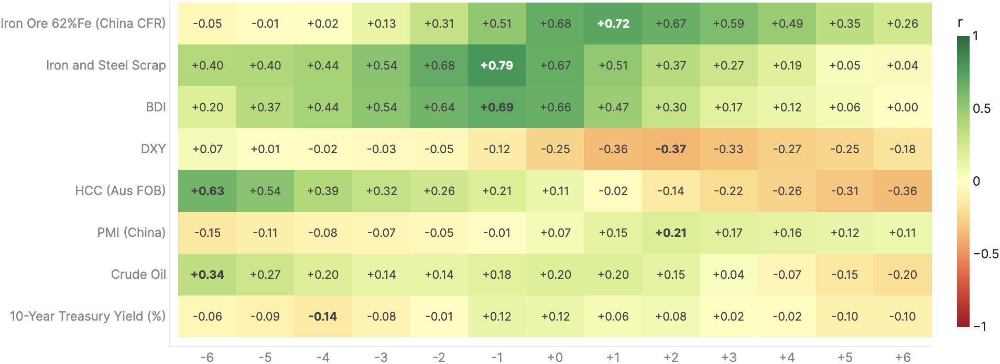 Iron Ore 62%Fe (China CFR) -0.05 -0.01 +0.02 +0.13 +0.31 +0.51 +0.68 +0.72 +0.67 +0.59 +0.49 +0.35 +0.26
Iron and Steel Scrap +0.40 +0.40 +0.44 +0.54 +0.68 +0.79 +0.67 +0.51 +0.37 +0.27 +0.19 +0.05 +0.04
BDI +0.20 +0.37 +0.44 +0.54 +0.64 +0.69 +0.66 +0.47 +0.30 +0.17 +0.12 +0.06 +0.00
DXY +0.07 +0.01 -0.02 -0.03 -0.05 -0.12 -0.25 -0.36 -0.37 -0.33 -0.27 -0.25 -0.18
HCC (Aus FOB) +0.63 +0.54 +0.39 +0.32 +0.26 +0.21 +0.11 -0.02 -0.14 -0.22 -0.26 -0.31 -0.36
PMI (China) -0.15 -0.11 -0.08 -0.07 -0.05 -0.01 +0.07 +0.15 +0.21 +0.17 +0.16 +0.12 +0.11
Crude Oil +0.34 +0.27 +0.20 +0.14 +0.14 +0.18 +0.20 +0.20 +0.15 +0.04 -0.07 -0.15 -0.20
10-Year Treasury Yield (%) -0.06 -0.09 -0.14 -0.08 -0.01 +0.12 +0.12 +0.06 +0.08 +0.02 -0.02 -0.10 -0.10
-6 -5 -4 -3 -2 -1 +0 +1 +2 +3 +4 +5 +6
r
1
0.5
0
−0.5
−1